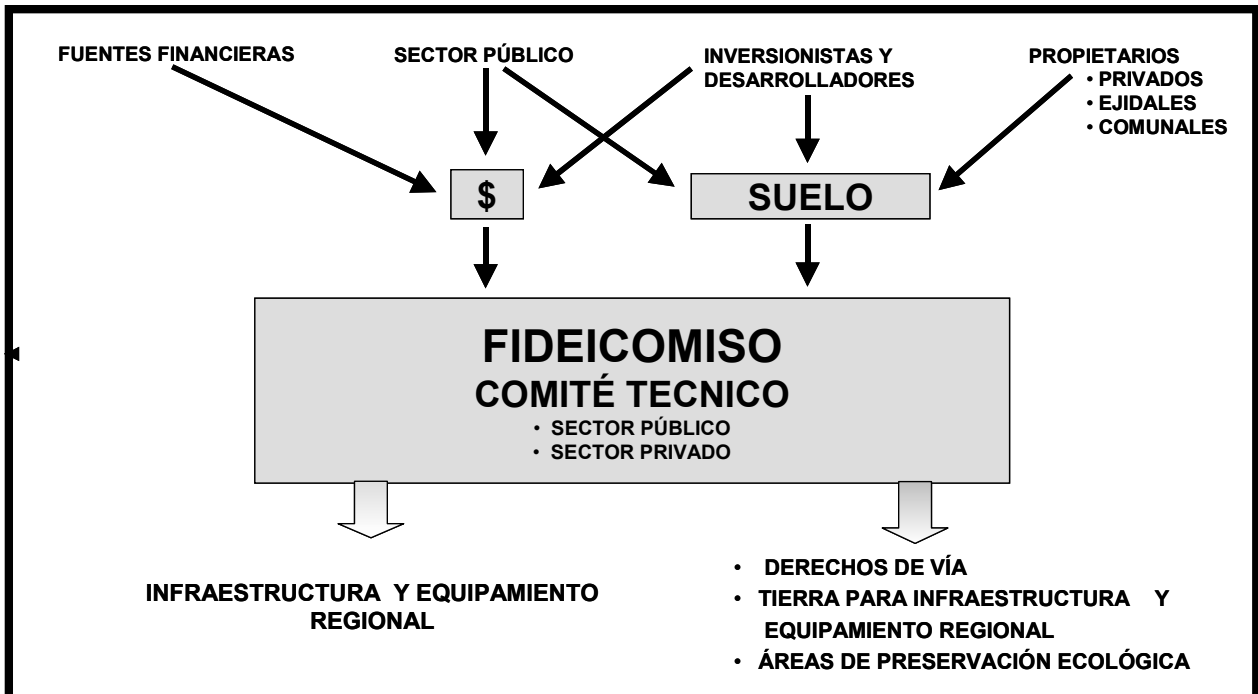 FUENTES FINANCIERAS
SECTOR PÚBLICO
INVERSIONISTAS Y
DESARROLLADORES
PROPIETARIOS
• PRIVADOS
• EJIDALES
• COMUNALES
$
SUELO
FIDEICOMISO
COMITÉ TECNICO
• SECTOR PÚBLICO
• SECTOR PRIVADO
INFRAESTRUCTURA Y EQUIPAMIENTO
REGIONAL
• DERECHOS DE VÍA
• TIERRA PARA INFRAESTRUCTURA Y
EQUIPAMIENTO REGIONAL
• ÁREAS DE PRESERVACIÓN ECOLÓGICA